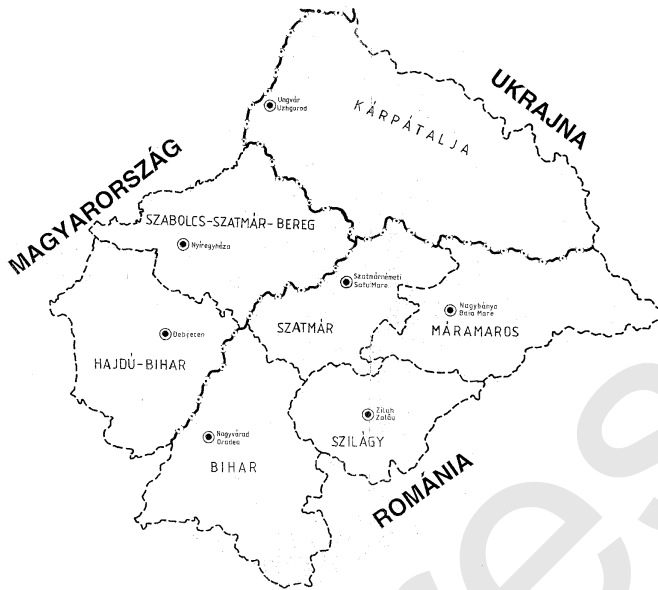 Ungvár
Uzhgorod
KÁRPÁTALJA
UKRAJNA
MAGYARORSZÁG
SZABOLCS-SZATMÁR-BEREG
Nyíregyháza
Szatmárnémeti
Satu Mare
SZATMÁR
Nagybánya
Baia Mare
MÁRAMAROS
Debrecen
HAJDÚ-BIHAR
Nagyvárad
Oradea
BIHAR
Zilah
Zalău
SZILÁGY
ROMÁNIA